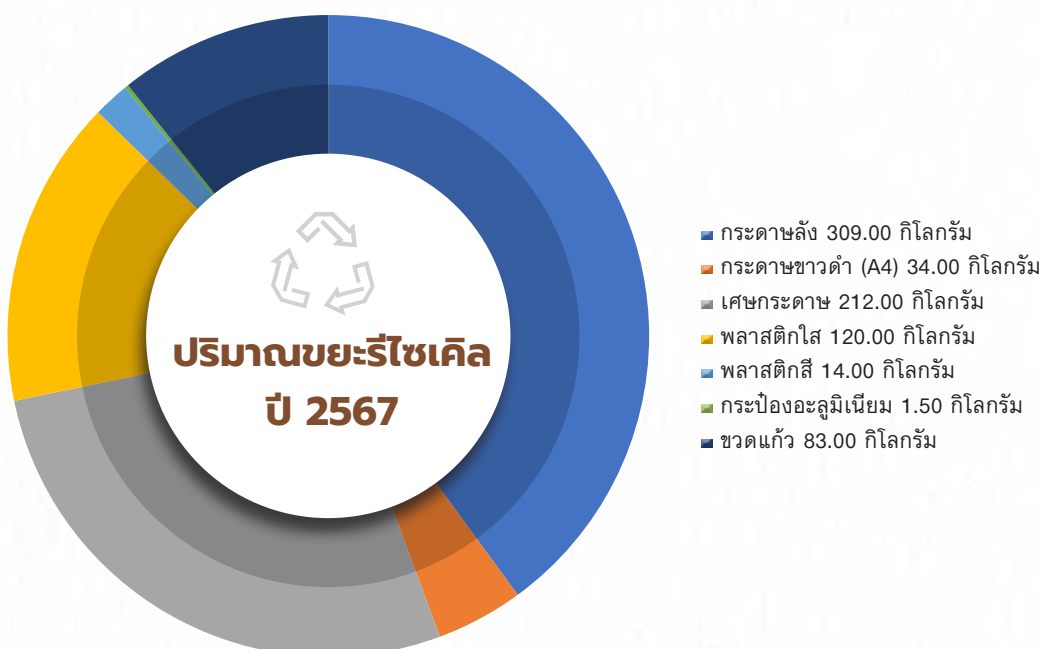 ปริมาณขยะรีไซเคิล
ปี 2567
กระดาษลัง 309.00 กิโลกรัม
กระดาษขาวดำ (A4) 34.00 กิโลกรัม
เศษกระดาษ 212.00 กิโลกรัม
พลาสติกใส 120.00 กิโลกรัม
พลาสติกสี 14.00 กิโลกรัม
กระป๋องอะลูมิเนียม 1.50 กิโลกรัม
ขวดแก้ว 83.00 กิโลกรัม